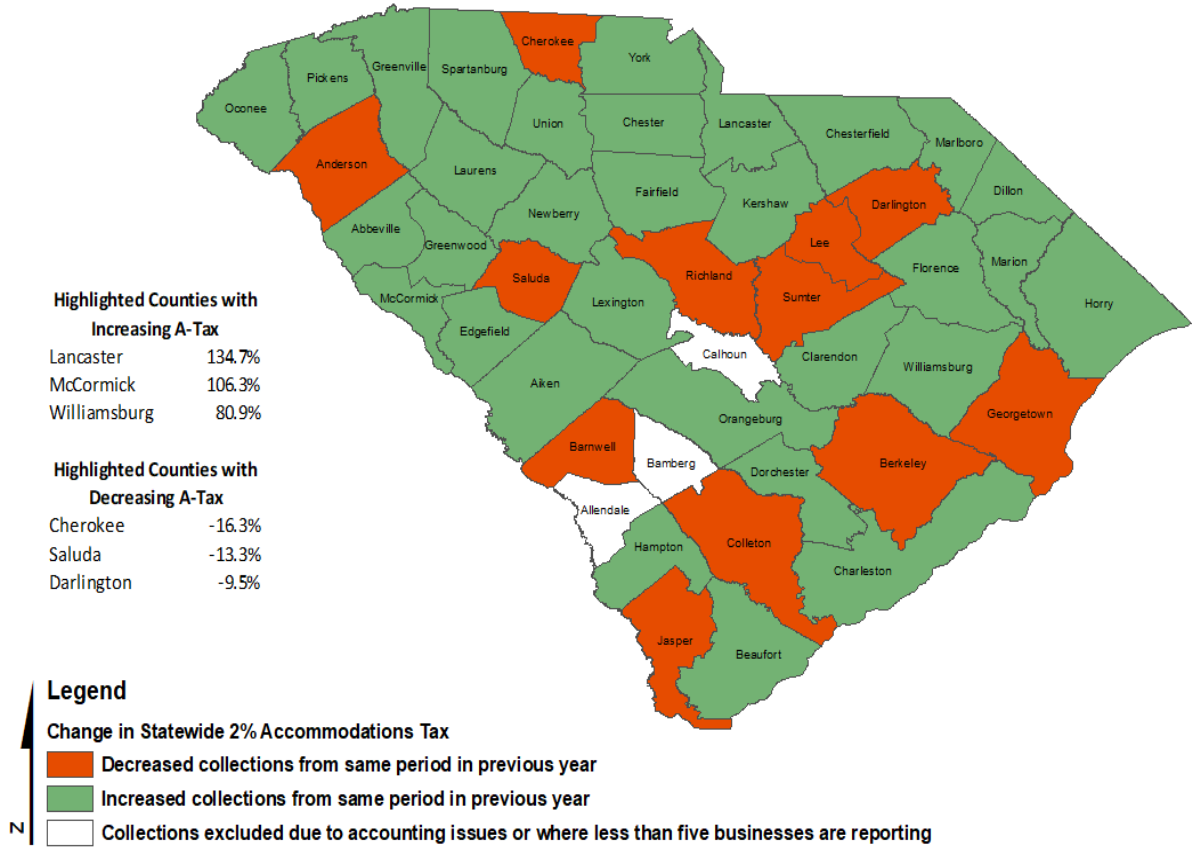 Cherokee
York
Greenville
Spartanburg
Pickens
Oconee
Union
Chester
Lancaster
Chesterfield
Marlboro
Anderson
Laurens
Fairfield
Kershaw
Darlington
Dillon
Newberry
Abbeville
Greenwood
Lee
Florence
Marion
Saluda
Richland
Sumter
Horry
McCormick
Lexington
Edgefield
Calhoun
Clarendon
Williamsburg
Aiken
Orangeburg
Georgetown
Barnwell
Bamberg
Dorchester
Berkeley
Allendale
Hampton
Colleton
Charleston
Jasper
Beaufort
Highlighted Counties with
Increasing A-Tax
Lancaster 134.7%
McCormick 106.3%
Williamsburg 80.9%
Highlighted Counties with
Decreasing A-Tax
Cherokee -16.3%
Saluda -13.3%
Darlington -9.5%
Legend
Change in Statewide 2% Accommodations Tax
Decreased collections from same period in previous year
Increased collections from same period in previous year
Collections excluded due to accounting issues or where less than five businesses are reporting
N